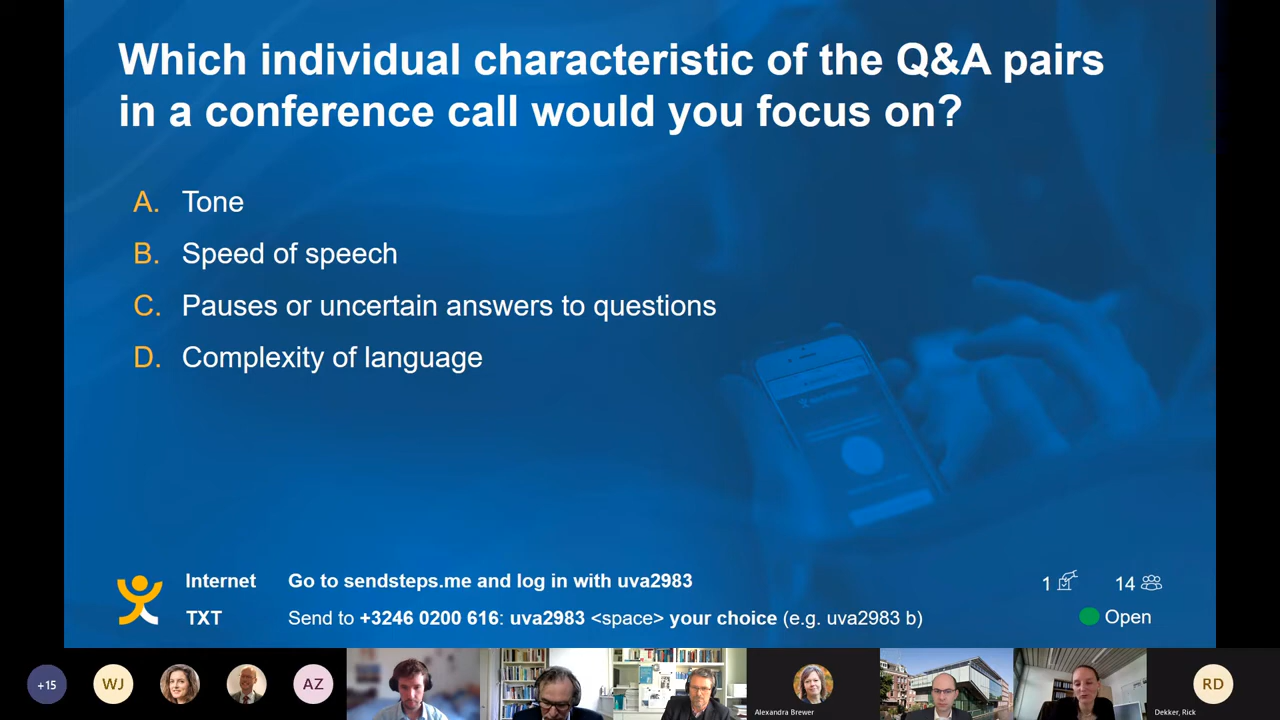 Which individual characteristic of the Q&A pairs
in a conference call would you focus on?
A. Tone
B. Speed of speech
C. Pauses or uncertain answers to questions
D. Complexity of language
Internet Go to sendsteps.me and log in with uva2983
TXT Send to +3246 0200 616: uva2983 <space> your choice (e.g. uva2983 b)
1 14
Open
+15 WJ AZ RD
Alexandra Brewer Dekker, Rick